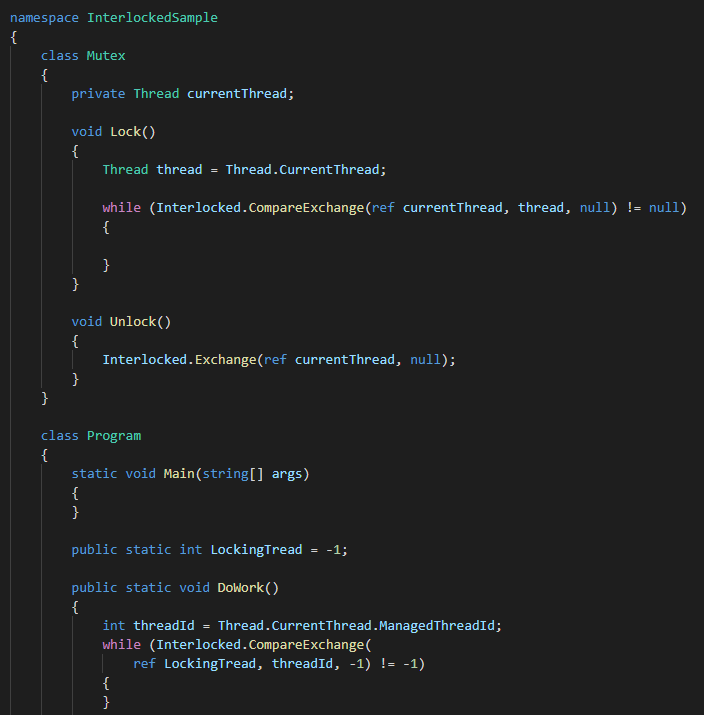 namespace InterlockedSample
{
    class Mutex
    {
        private Thread currentThread;

        void Lock()
        {
            Thread thread = Thread.CurrentThread;

            while (Interlocked.CompareExchange(ref currentThread, thread, null) != null)
            {

            }
        }

        void Unlock()
        {
            Interlocked.Exchange(ref currentThread, null);
        }
    }

    class Program
    {
        static void Main(string[] args)
        {
        }

        public static int LockingTread = -1;

        public static void DoWork()
        {
            int threadId = Thread.CurrentThread.ManagedThreadId;
            while (Interlocked.CompareExchange(
                ref LockingTread, threadId, -1) != -1)
            {
            }